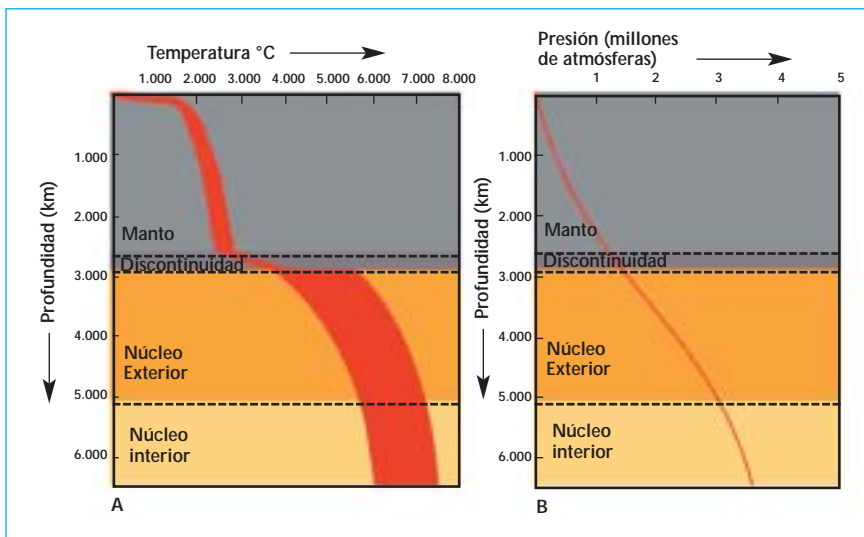 Temperatura °C
1.000 2.000 3.000 4.000 5.000 6.000 7.000 8.000
Profundidad (km)
1.000
2.000
3.000
4.000
5.000
6.000
Manto
Discontinuidad
Núcleo
Exterior
Núcleo
interior
A
Presión (millones
de atmósferas)
1 2 3 4 5
Profundidad (km)
1.000
2.000
3.000
4.000
5.000
6.000
Manto
Discontinuidad
Núcleo
Exterior
Núcleo
interior
B